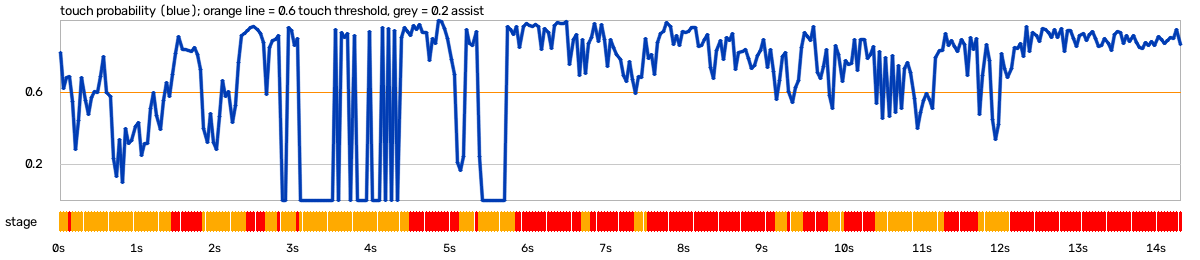 touch probability (blue); orange line = 0.6 touch threshold, grey = 0.2 assist
0.6
0.2
stage
0s 1s 2s 3s 4s 5s 6s 7s 8s 9s 10s 11s 12s 13s 14s